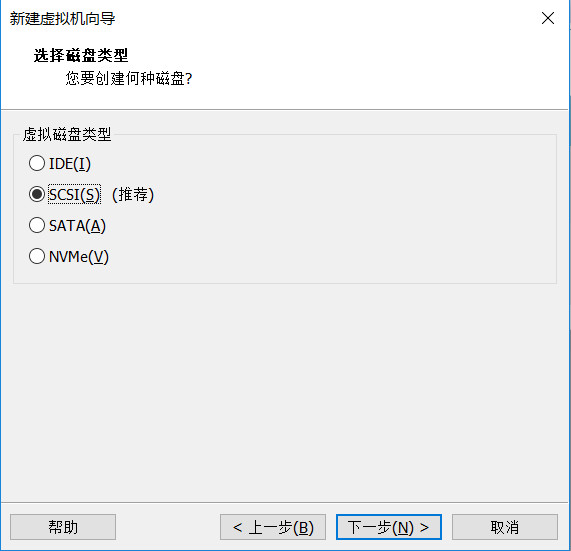 新建虚拟机向导
选择磁盘类型
您要创建何种磁盘?
虚拟磁盘类型
IDE(I)
SCSI(S) (推荐)
SATA(A)
NVMe(V)
帮助 < 上一步(B) 下一步(N) > 取消